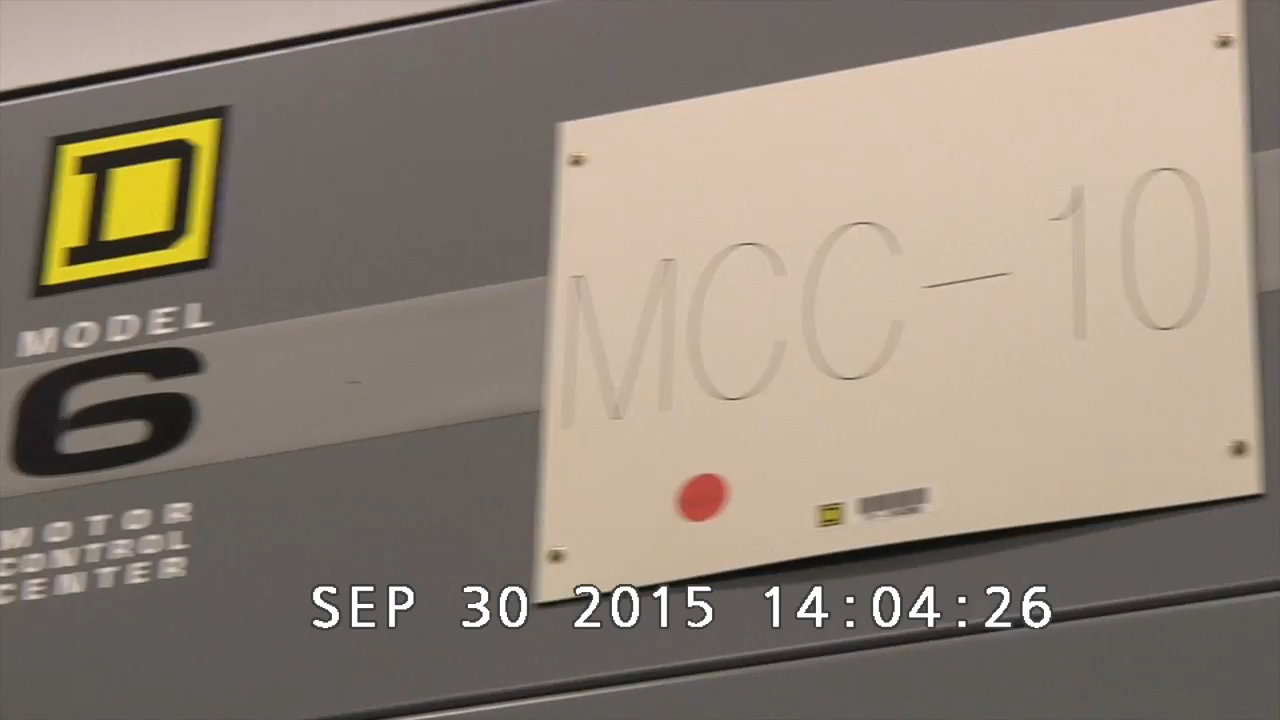 D
MODEL
6
MOTOR
CONTROL
CENTER
MCC-10
SEP 30 2015 14:04:26